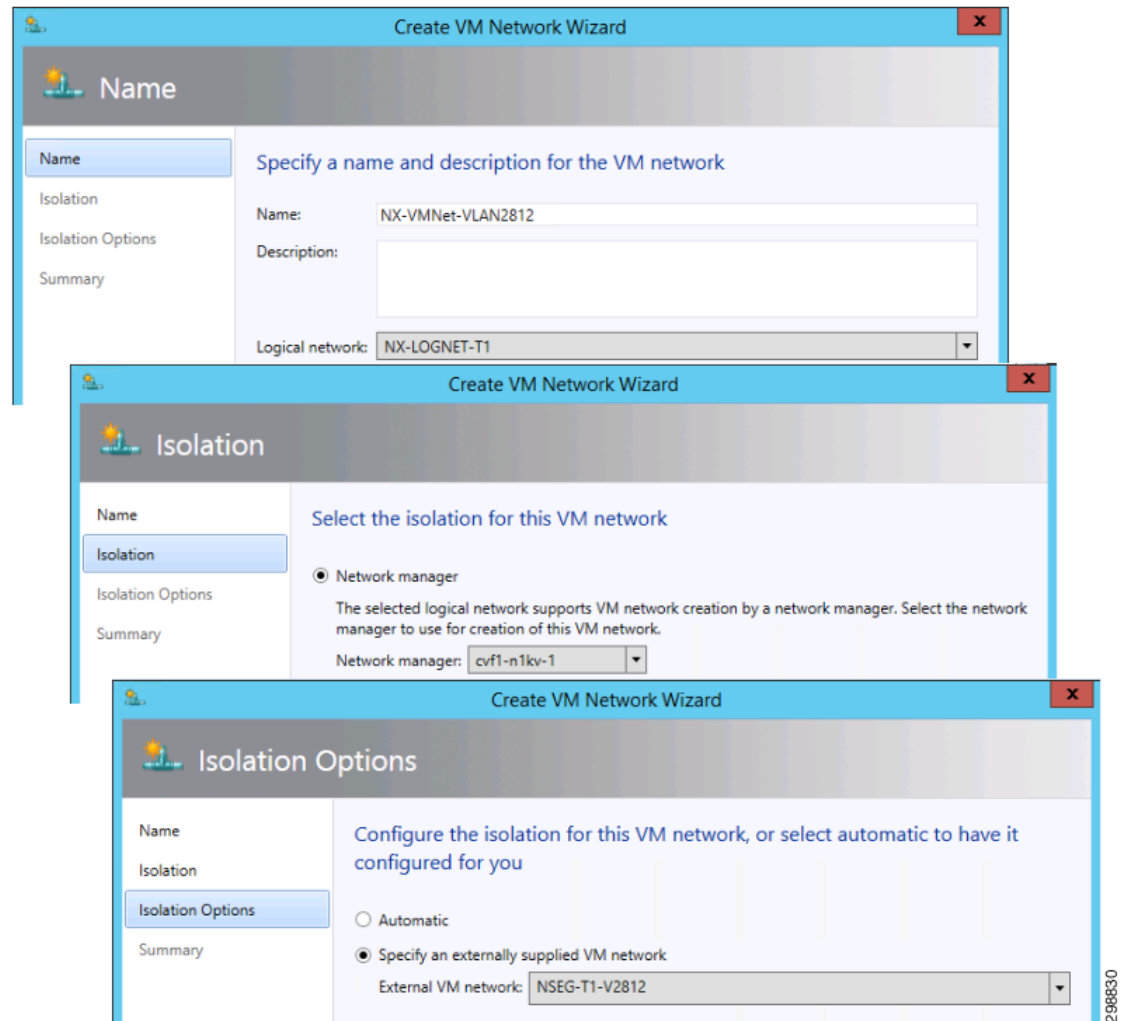 Create VM Network Wizard
x
Name
Name
Isolation
Isolation Options
Summary
Specify a name and description for the VM network
Name: NX-VMNet-VLAN2812
Description:
Logical network: NX-LOGNET-T1
Create VM Network Wizard
x
Isolation
Name
Isolation
Isolation Options
Summary
Select the isolation for this VM network
Network manager
The selected logical network supports VM network creation by a network manager. Select the network
manager to use for creation of this VM network.
Network manager: cvf1-n1kv-1
Create VM Network Wizard
x
Isolation Options
Name
Isolation
Isolation Options
Summary
Configure the isolation for this VM network, or select automatic to have it
configured for you
Automatic
Specify an externally supplied VM network
External VM network: NSEG-T1-V2812
298830